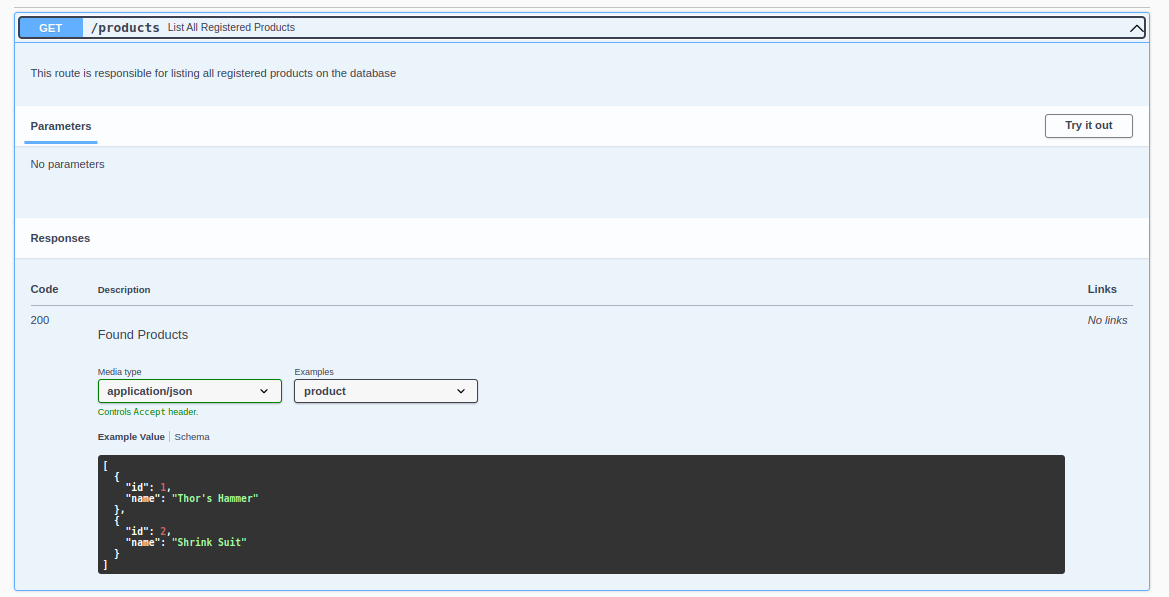 GET /products List All Registered Products
This route is responsible for listing all registered products on the database
Parameters Try it out
No parameters
Responses
Code Description Links
200 No links
Found Products
Media type Examples
application/json product
Controls Accept header.
Example Value Schema
[
  {
    "id": 1,
    "name": "Thor's Hammer"
  },
  {
    "id": 2,
    "name": "Shrink Suit"
  }
]